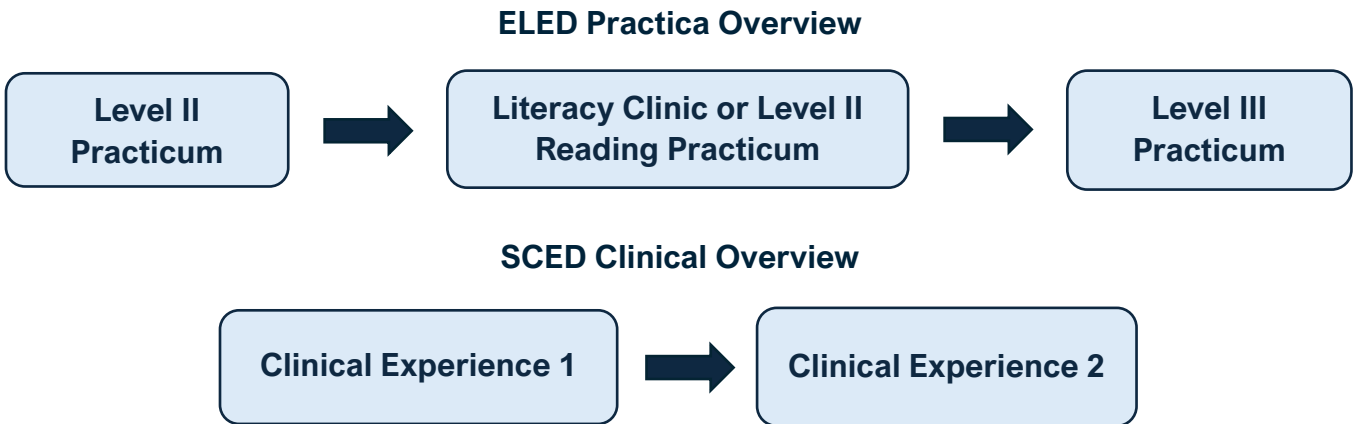 ELED Practica Overview
Level II
Practicum
Literacy Clinic or Level II
Reading Practicum
Level III
Practicum
SCED Clinical Overview
Clinical Experience 1
Clinical Experience 2